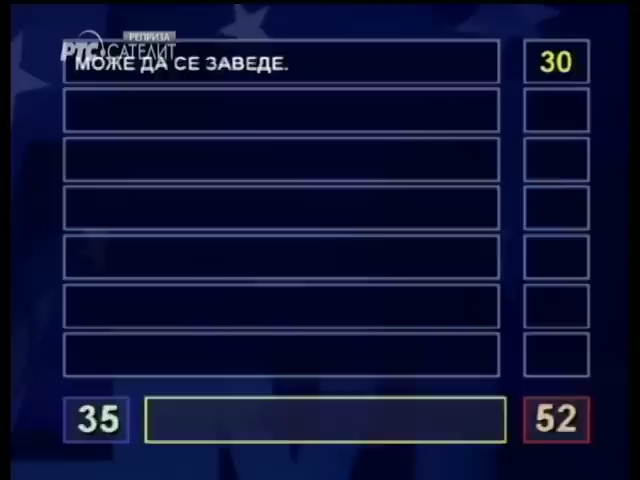 РЕПРИЗА
РТС САТЕЛИТ
МОЖЕ ДА СЕ ЗАВЕДЕ.
30
35
52